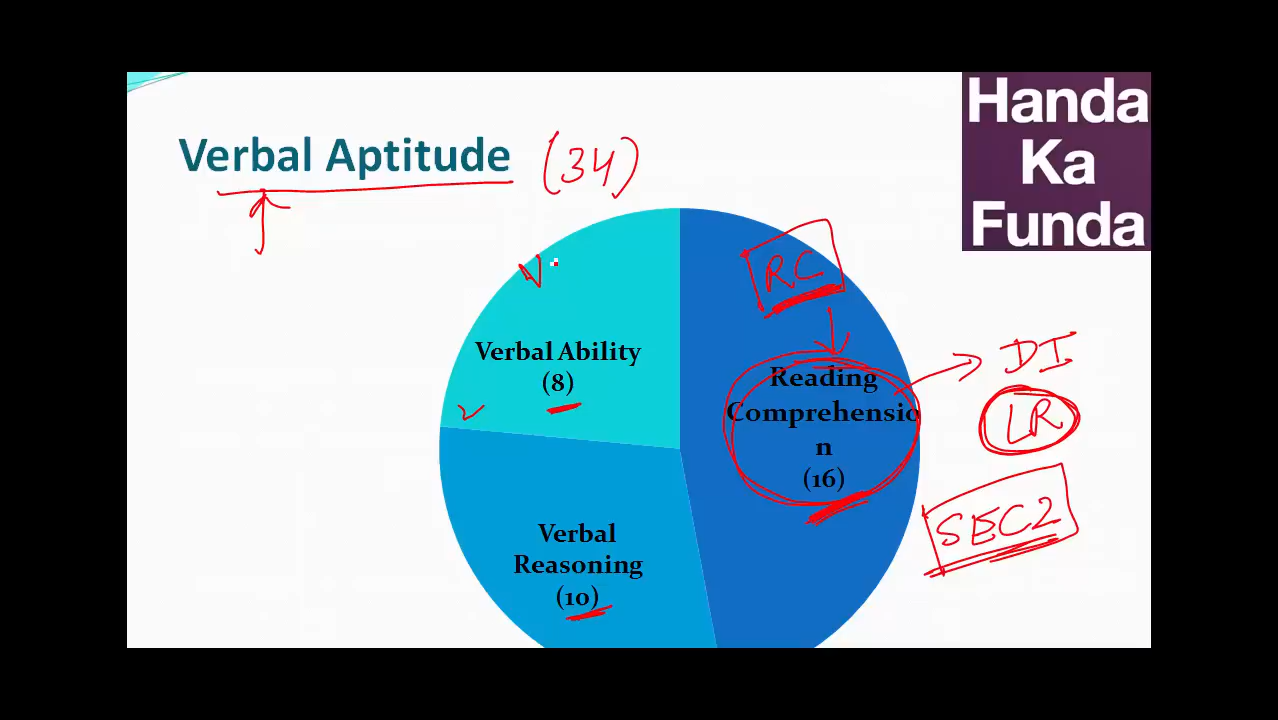 Handa
Ka
Funda
Verbal Aptitude (34)
RC
Verbal Ability
(8)
Reading
Comprehensio
n
(16)
DI
LR
SEC2
Verbal
Reasoning
(10)